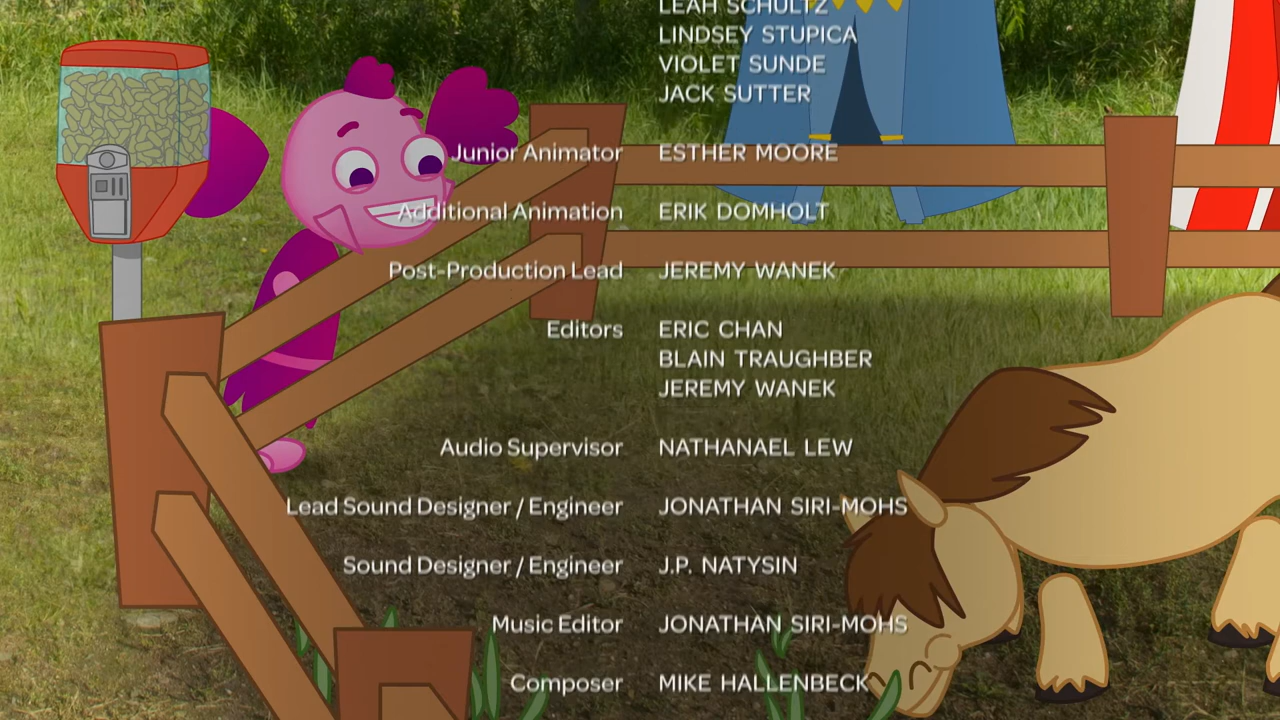 LEAH SCHULTZ
LINDSEY STUPICA
VIOLET SUNDE
JACK SUTTER
Junior Animator ESTHER MOORE
Additional Animation ERIK DOMHOLT
Post-Production Lead JEREMY WANEK
Editors ERIC CHAN
BLAIN TRAUGHBER
JEREMY WANEK
Audio Supervisor NATHANAEL LEW
Lead Sound Designer / Engineer JONATHAN SIRI-MOHS
Sound Designer / Engineer J.P. NATYSIN
Music Editor JONATHAN SIRI-MOHS
Composer MIKE HALLENBECK